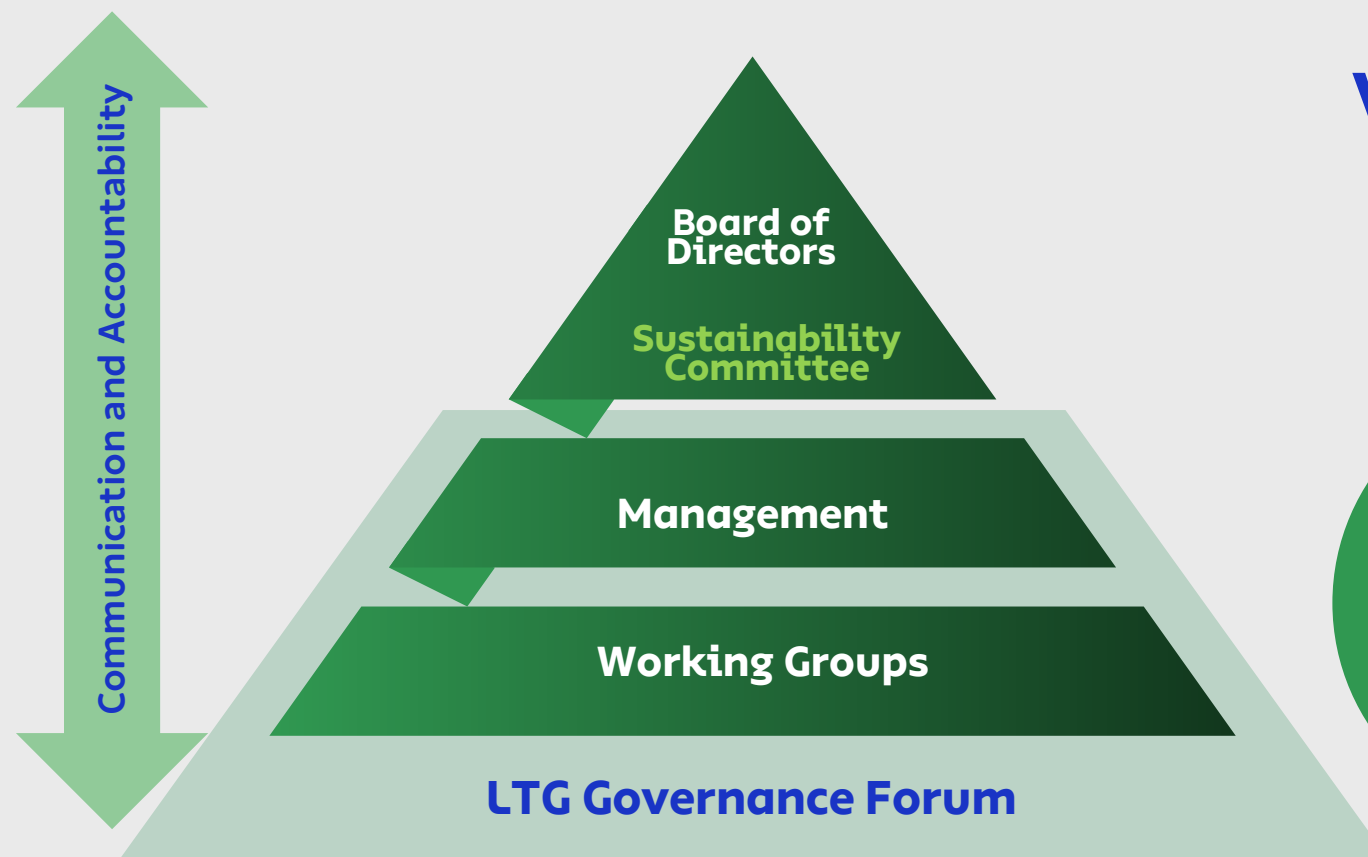 Communication and Accountability
Board of
Directors
Sustainability
Committee
Management
Working Groups
LTG Governance Forum